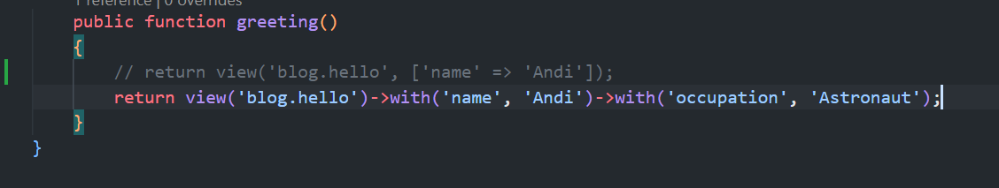 1 reference | 0 overrides
public function greeting()
{
// return view('blog.hello', ['name' => 'Andi']);
return view('blog.hello')->with('name', 'Andi')->with('occupation', 'Astronaut');
}
}